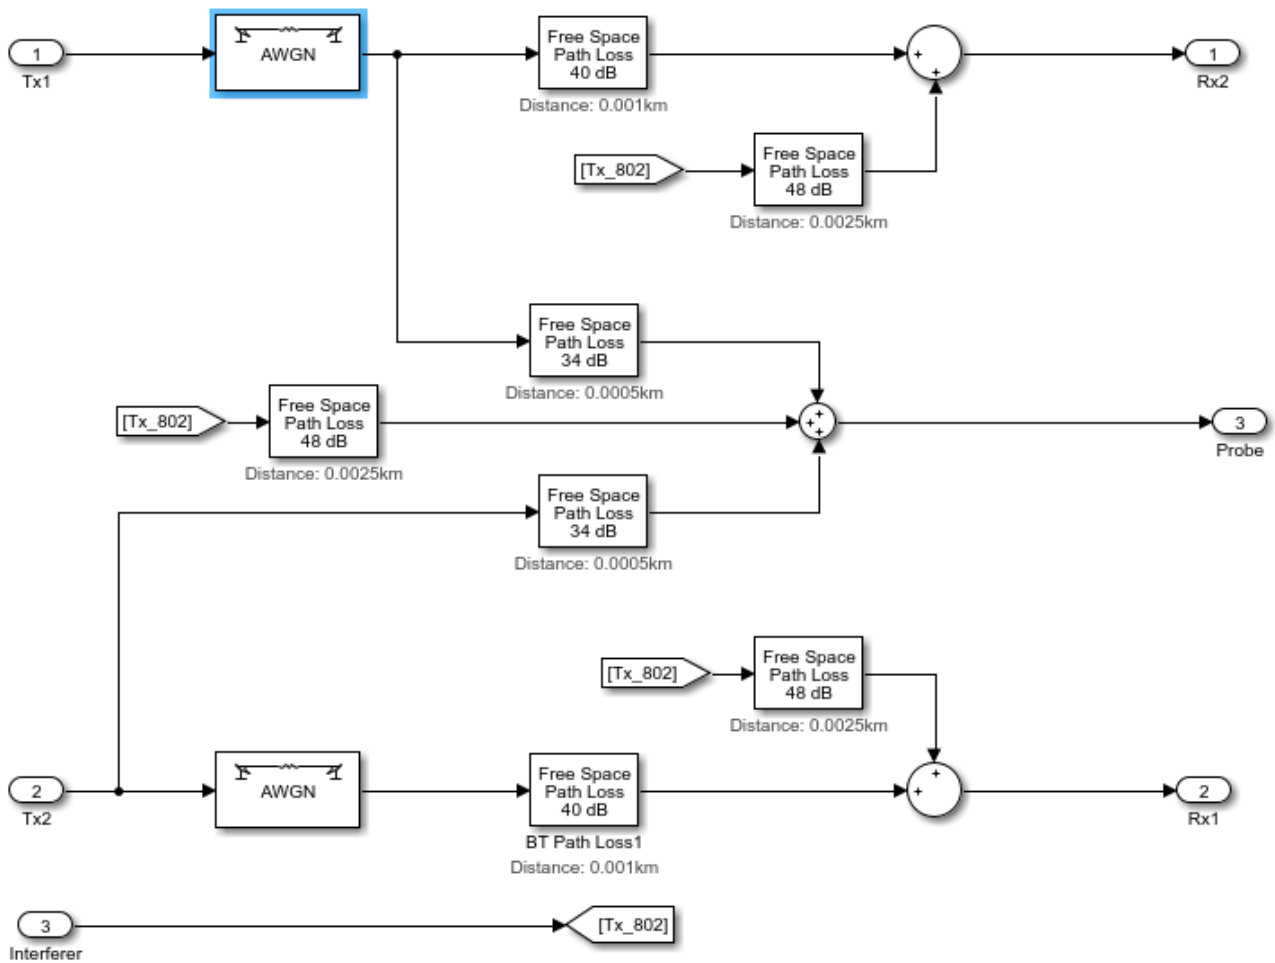 1
Tx1
AWGN
Free Space
Path Loss
40 dB
Distance: 0.001km
+
+
1
Rx2
[Tx_802]
Free Space
Path Loss
48 dB
Distance: 0.0025km
Free Space
Path Loss
34 dB
Distance: 0.0005km
[Tx_802]
Free Space
Path Loss
48 dB
Distance: 0.0025km
+
+
+
3
Probe
Free Space
Path Loss
34 dB
Distance: 0.0005km
[Tx_802]
Free Space
Path Loss
48 dB
Distance: 0.0025km
2
Tx2
AWGN
Free Space
Path Loss
40 dB
BT Path Loss1
Distance: 0.001km
+
+
2
Rx1
3
Interferer
[Tx_802]